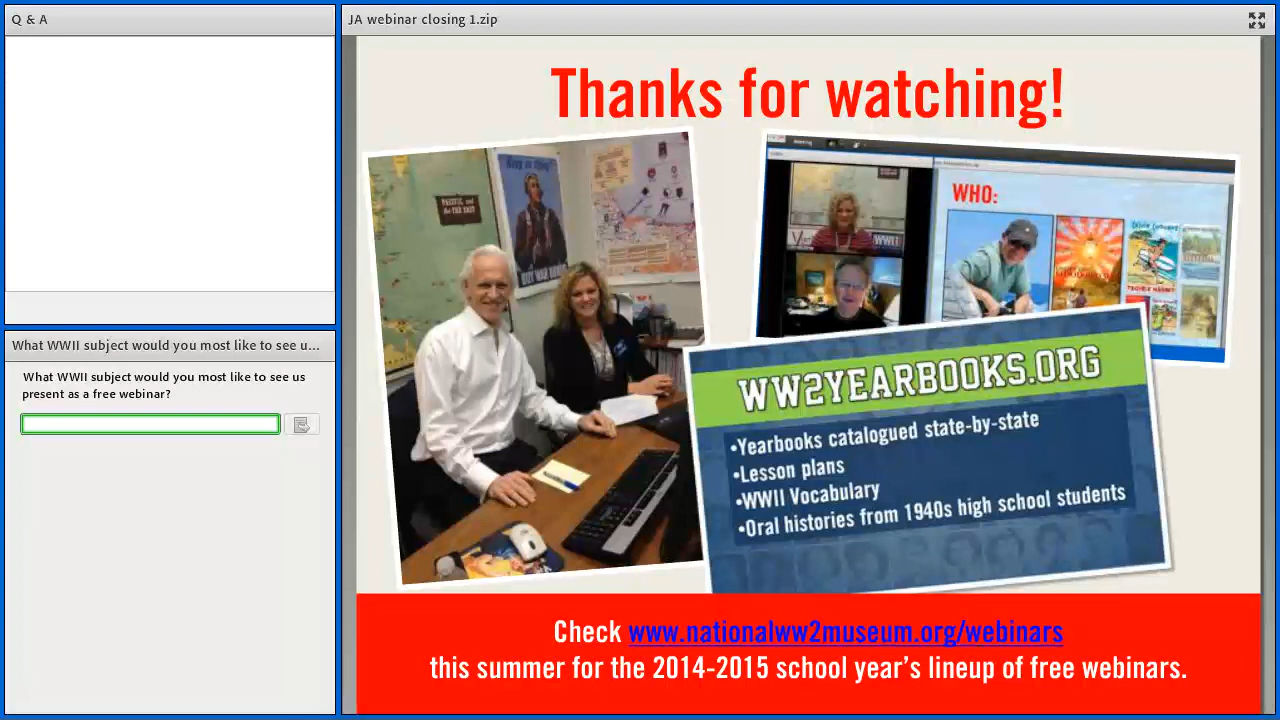 Q & A
JA webinar closing 1.zip
What WWII subject would you most like to see u...
What WWII subject would you most like to see us
present as a free webinar?
Thanks for watching!
BUY WAR BONDS
WHO:
WW2YEARBOOKS.ORG
•Yearbooks catalogued state-by-state
•Lesson plans
•WWII Vocabulary
•Oral histories from 1940s high school students
Check www.nationalww2museum.org/webinars
this summer for the 2014-2015 school year's lineup of free webinars.